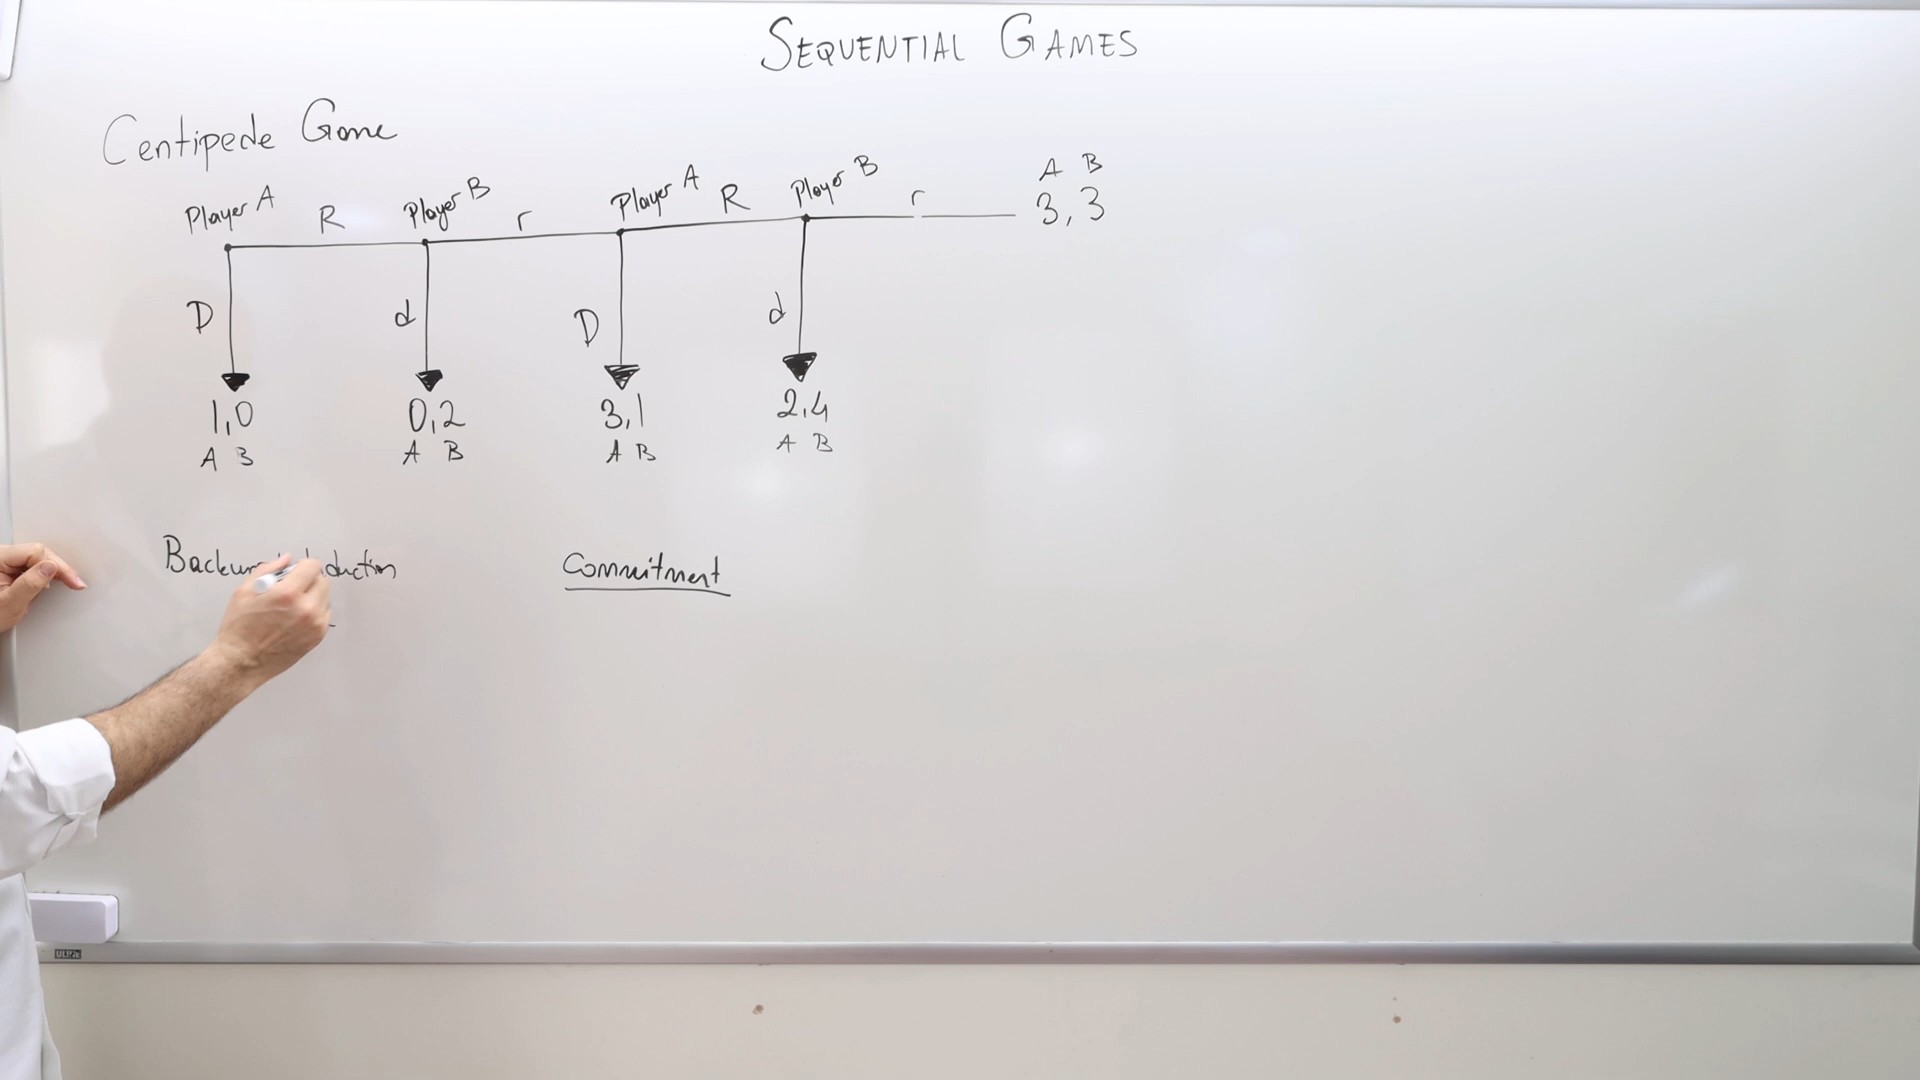 SEQUENTIAL GAMES
Centipede Game
Player A R Player B r Player A R Player B r A B
3, 3
D d D d
1,0 0,2 3,1 2,4
A B A B A B A B
Commitment